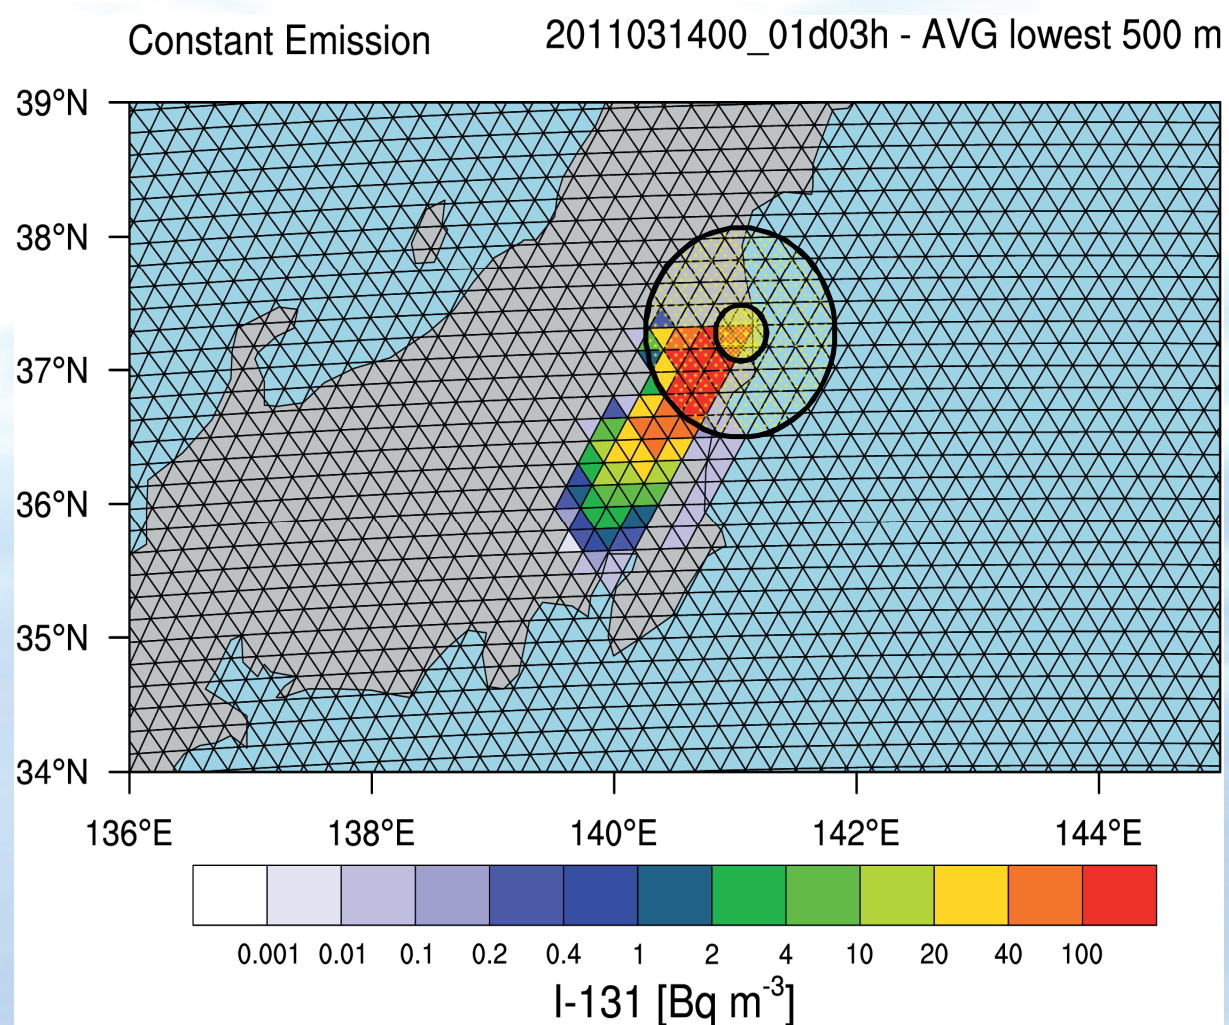 Constant Emission 2011031400_01d03h - AVG lowest 500 m
39°N
38°N
37°N
36°N
35°N
34°N
136°E 138°E 140°E 142°E 144°E
0.001 0.01 0.1 0.2 0.4 1 2 4 10 20 40 100
I-131 [Bq m⁻³]